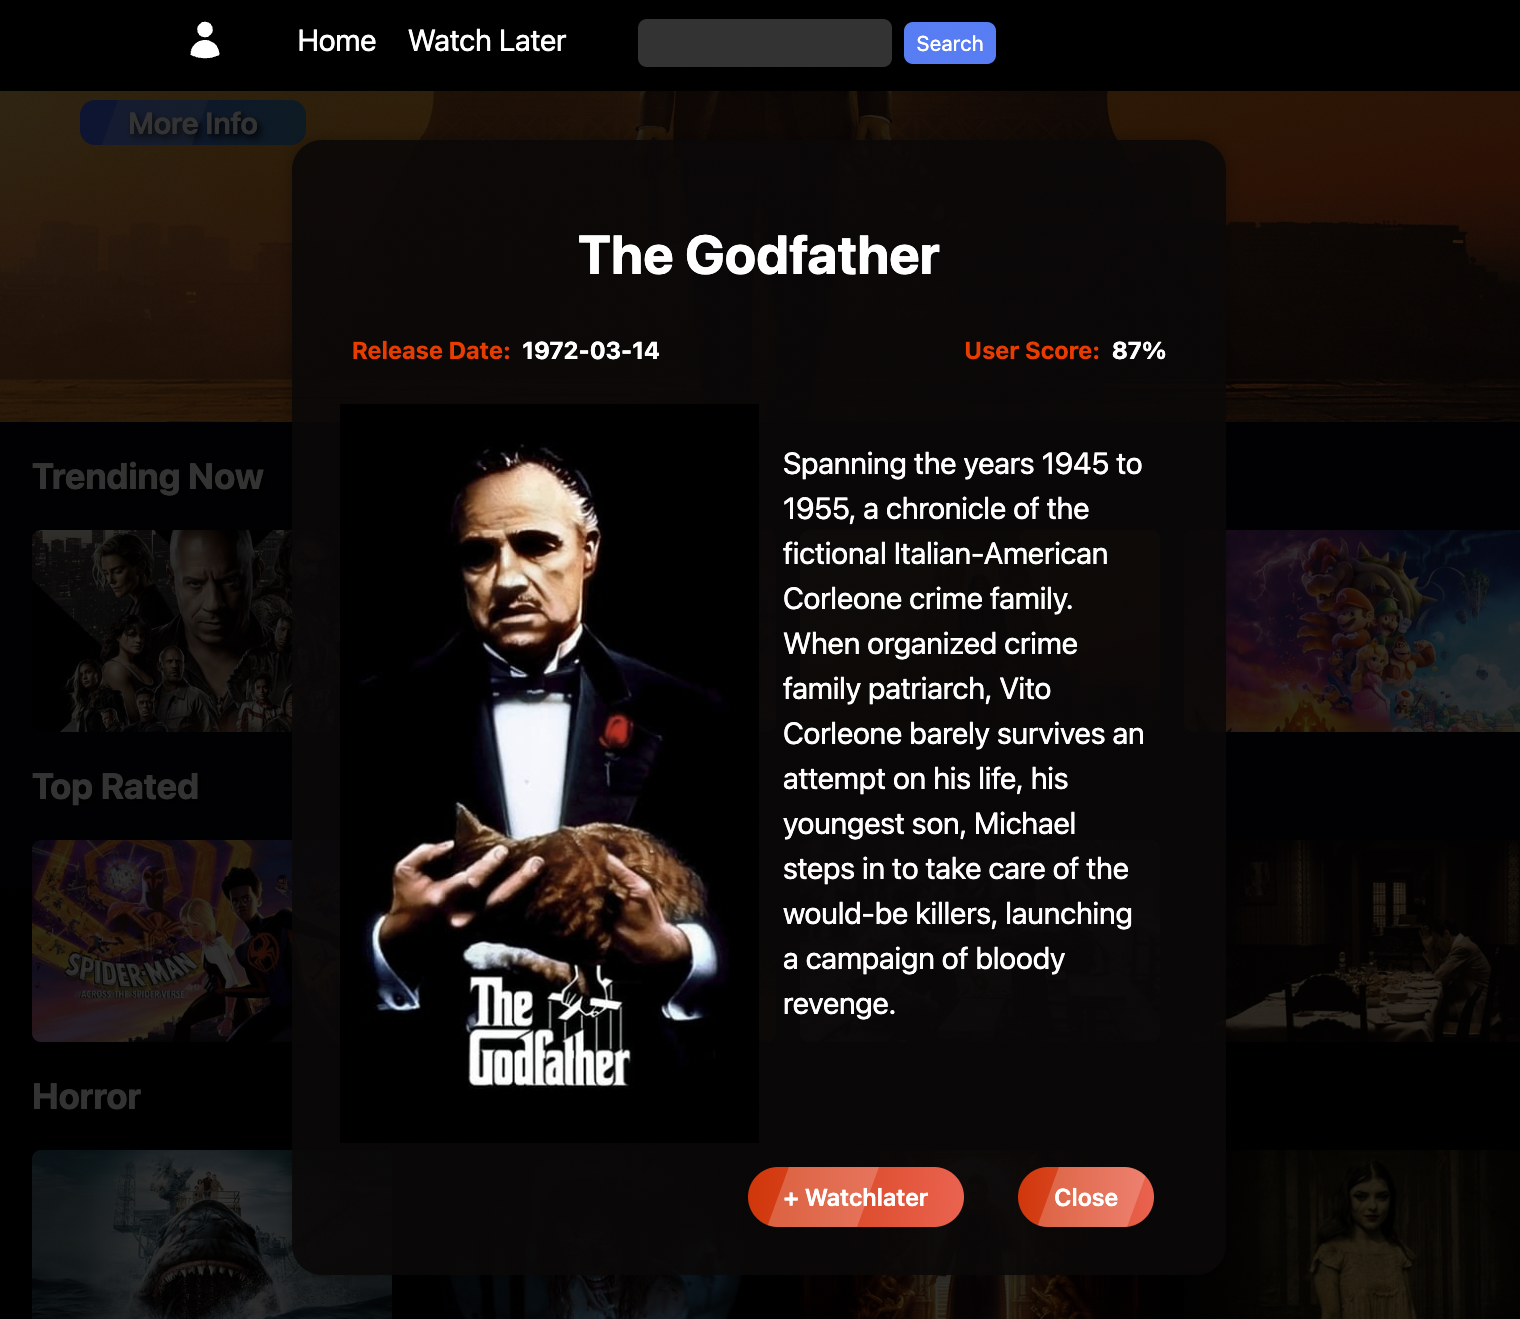 Home
Watch Later
Search
More Info
The Godfather
Release Date: 1972-03-14
User Score: 87%
Spanning the years 1945 to
1955, a chronicle of the
fictional Italian-American
Corleone crime family.
When organized crime
family patriarch, Vito
Corleone barely survives an
attempt on his life, his
youngest son, Michael
steps in to take care of the
would-be killers, launching
a campaign of bloody
revenge.
The
Godfather
+ Watchlater
Close
Trending Now
Top Rated
SPIDER-MAN
ACROSS THE SPIDER-VERSE
Horror